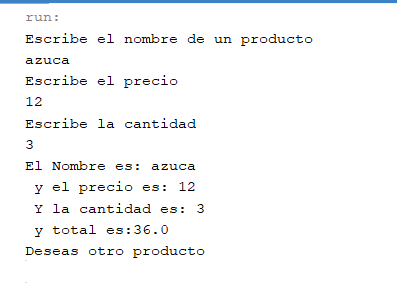 run:
Escribe el nombre de un producto
azuca
Escribe el precio
12
Escribe la cantidad
3
El Nombre es: azuca
y el precio es: 12
Y la cantidad es: 3
y total es:36.0
Deseas otro producto